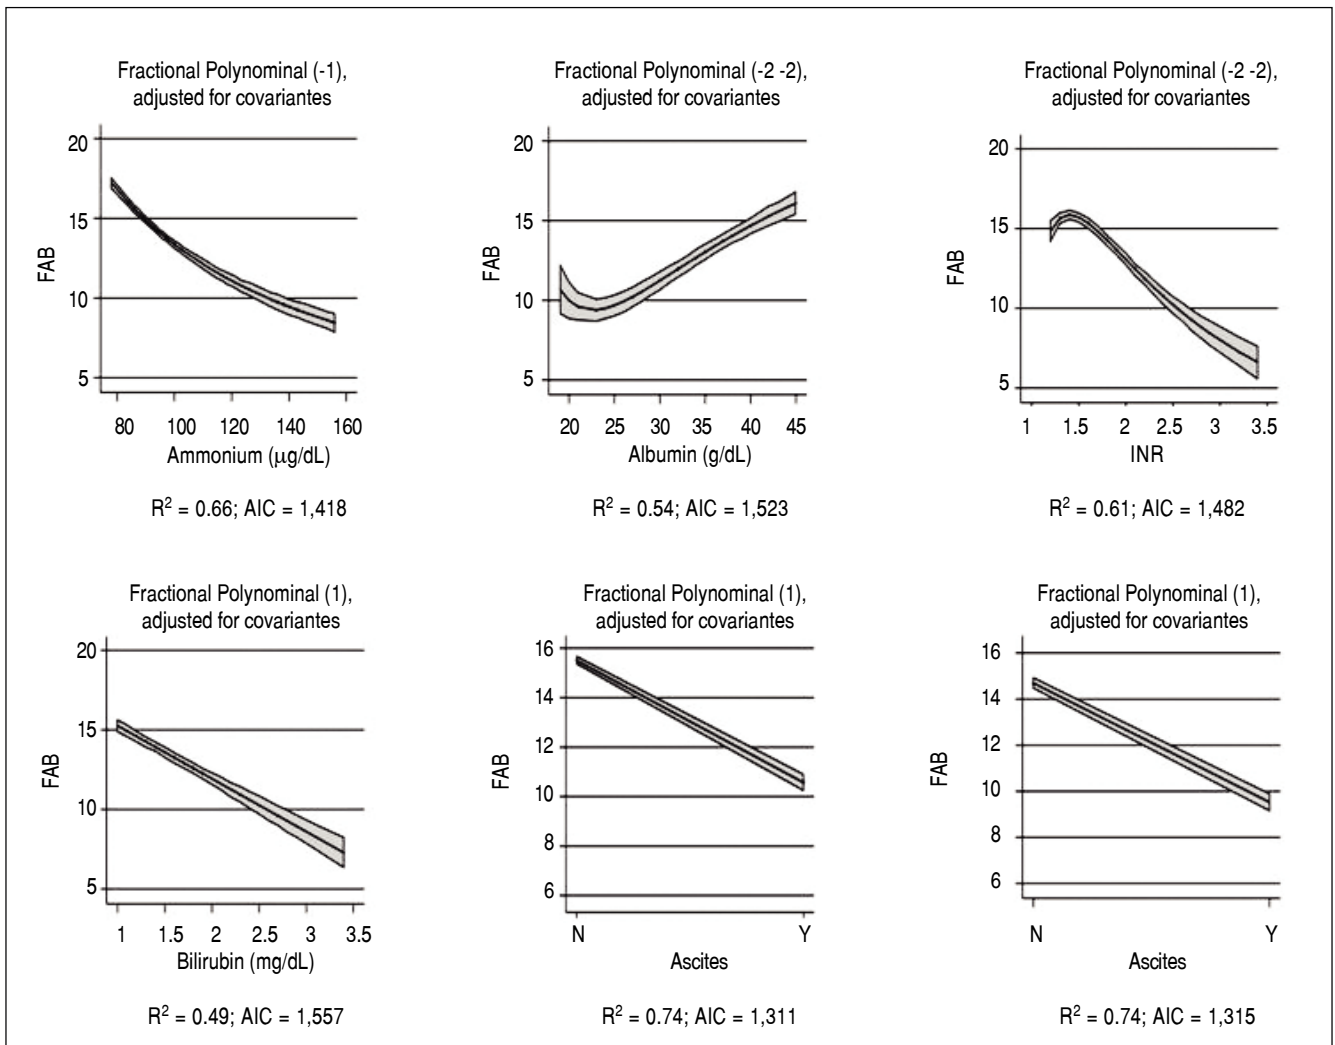 Fractional Polynominal (-1),
adjusted for covariantes
20
15
10
5
FAB
80 100 120 140 160
Ammonium (µg/dL)
R² = 0.66; AIC = 1,418
Fractional Polynominal (-2 -2),
adjusted for covariantes
20
15
10
5
FAB
20 25 30 35 40 45
Albumin (g/dL)
R² = 0.54; AIC = 1,523
Fractional Polynominal (-2 -2),
adjusted for covariantes
20
15
10
5
FAB
1 1.5 2 2.5 3 3.5
INR
R² = 0.61; AIC = 1,482
Fractional Polynominal (1),
adjusted for covariantes
20
15
10
5
FAB
1 1.5 2 2.5 3 3.5
Bilirubin (mg/dL)
R² = 0.49; AIC = 1,557
Fractional Polynominal (1),
adjusted for covariantes
16
14
12
10
8
6
FAB
N Y
Ascites
R² = 0.74; AIC = 1,311
Fractional Polynominal (1),
adjusted for covariantes
16
14
12
10
8
6
FAB
N Y
Ascites
R² = 0.74; AIC = 1,315